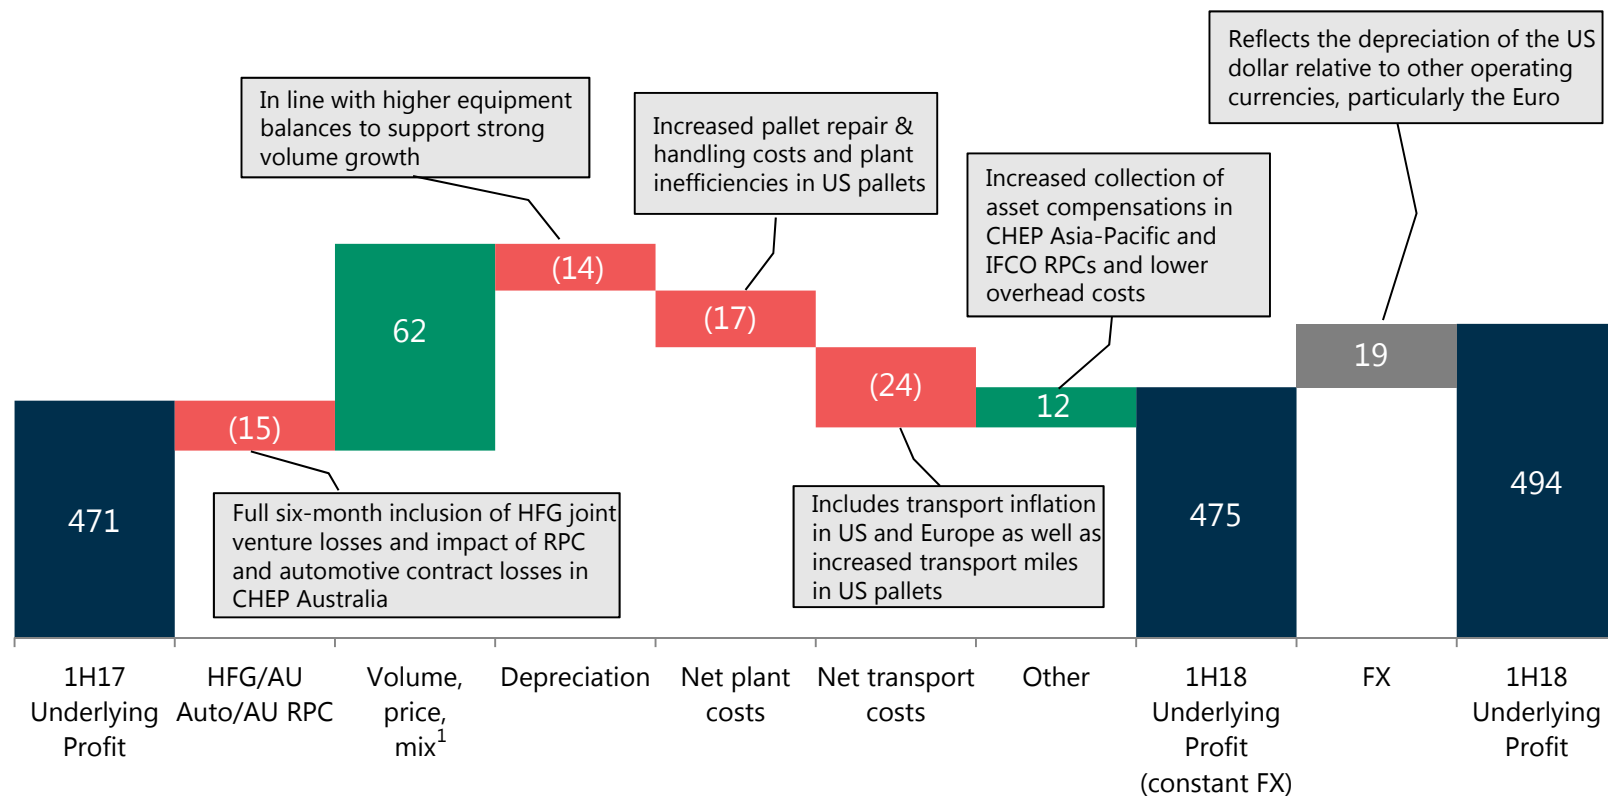 Reflects the depreciation of the US
dollar relative to other operating
currencies, particularly the Euro
In line with higher equipment
balances to support strong
volume growth
Increased pallet repair &
handling costs and plant
inefficiencies in US pallets
Increased collection of
asset compensations in
CHEP Asia-Pacific and
IFCO RPCs and lower
overhead costs
471
(15)
62
(14)
(17)
(24)
12
475
19
494
Full six-month inclusion of HFG joint
venture losses and impact of RPC
and automotive contract losses in
CHEP Australia
Includes transport inflation
in US and Europe as well as
increased transport miles
in US pallets
1H17
Underlying
Profit
HFG/AU
Auto/AU RPC
Volume,
price,
mix1
Depreciation
Net plant
costs
Net transport
costs
Other
1H18
Underlying
Profit
(constant FX)
FX
1H18
Underlying
Profit